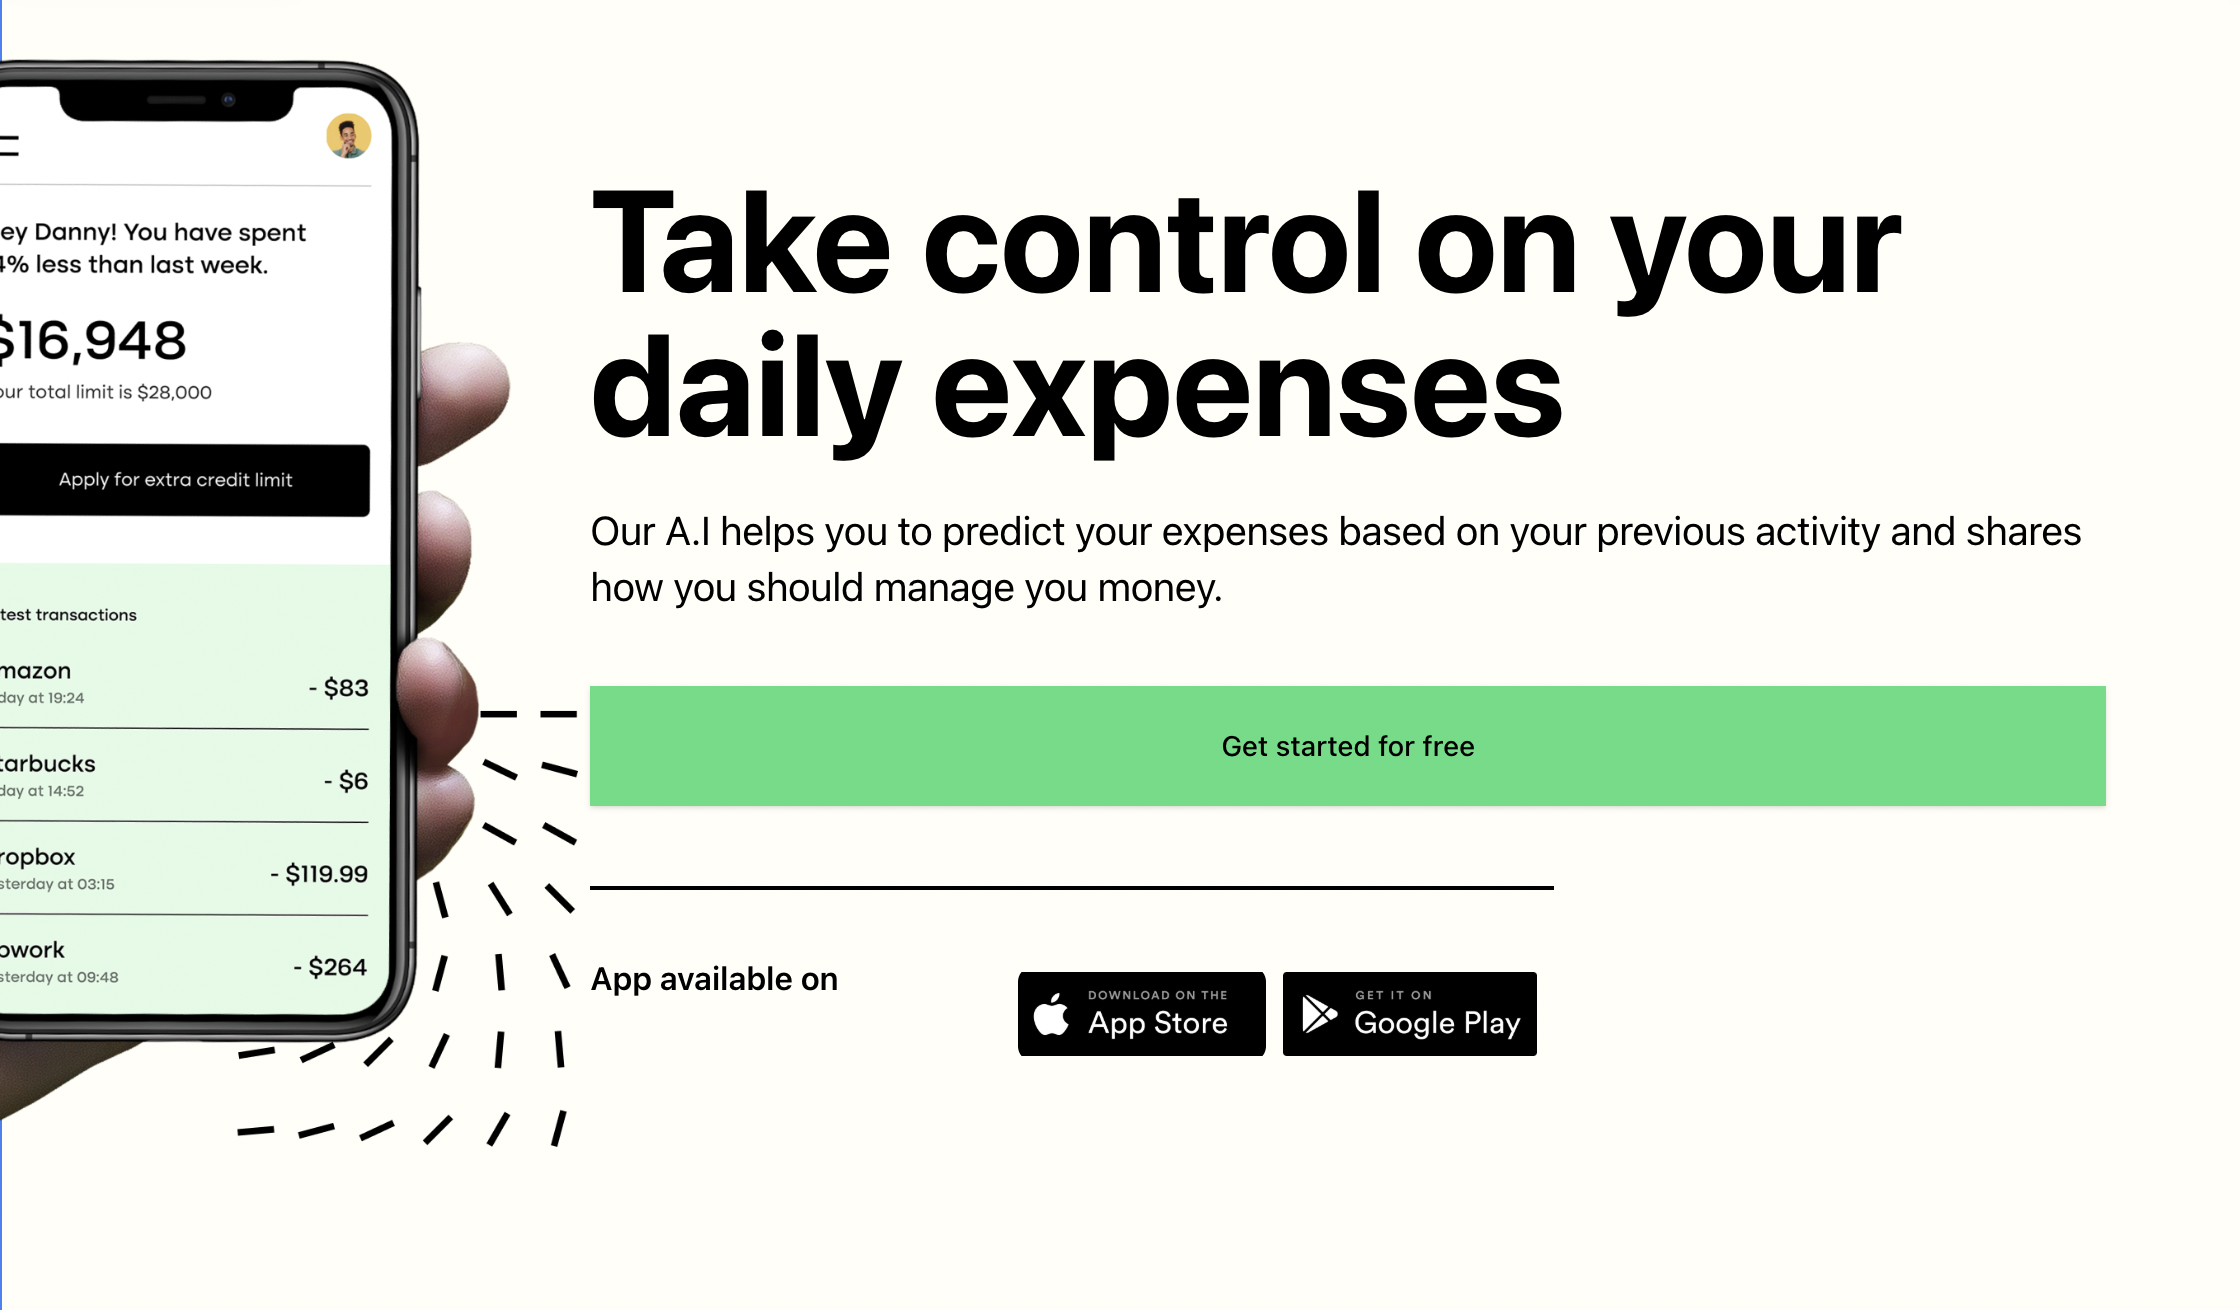 ey Danny! You have spent
4% less than last week.
$16,948
our total limit is $28,000
Apply for extra credit limit
test transactions
mazon
day at 19:24
- $83
tarbucks
day at 14:52
- $6
ropbox
sterday at 03:15
- $119.99
pwork
sterday at 09:48
- $264
Take control on your
daily expenses
Our A.I helps you to predict your expenses based on your previous activity and shares
how you should manage you money.
Get started for free
App available on
DOWNLOAD ON THE
App Store
GET IT ON
Google Play